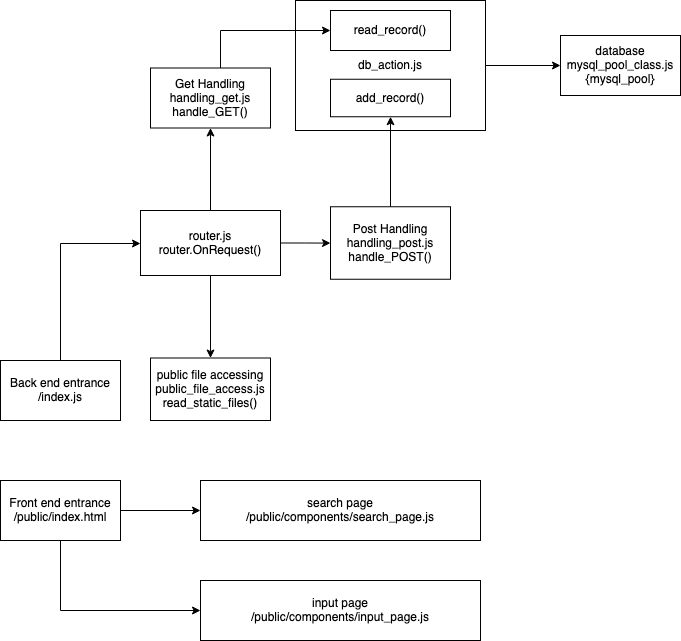 read_record()
db_action.js
add_record()
database
mysql_pool_class.js
{mysql_pool}
Get Handling
handling_get.js
handle_GET()
router.js
router.OnRequest()
Post Handling
handling_post.js
handle_POST()
Back end entrance
/index.js
public file accessing
public_file_access.js
read_static_files()
Front end entrance
/public/index.html
search page
/public/components/search_page.js
input page
/public/components/input_page.js